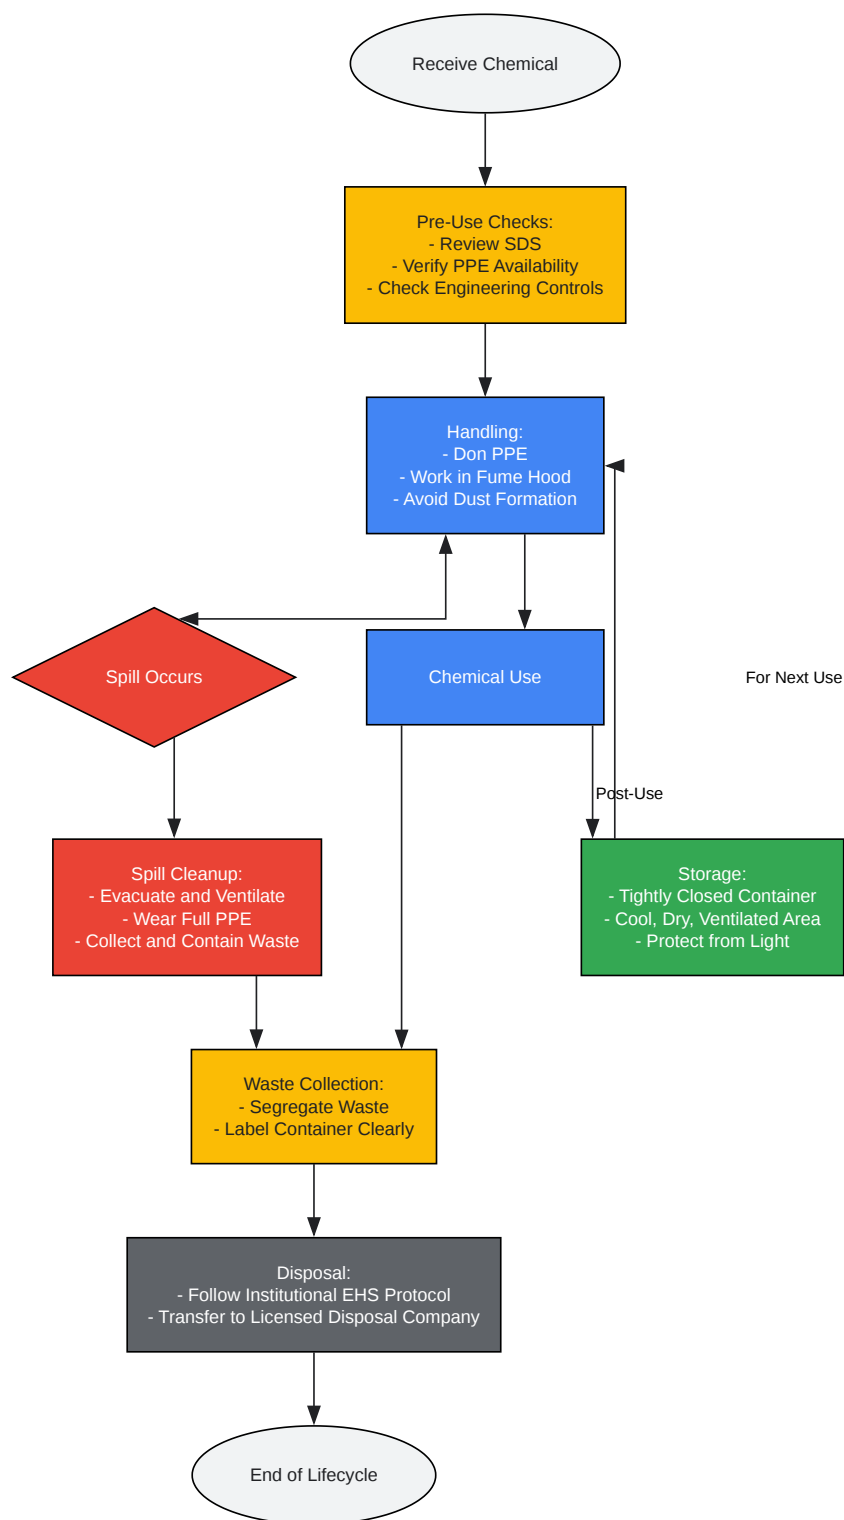 Receive Chemical
Pre-Use Checks:
- Review SDS
- Verify PPE Availability
- Check Engineering Controls
Handling:
- Don PPE
- Work in Fume Hood
- Avoid Dust Formation
Spill Occurs
Chemical Use
For Next Use
Post-Use
Spill Cleanup:
- Evacuate and Ventilate
- Wear Full PPE
- Collect and Contain Waste
Storage:
- Tightly Closed Container
- Cool, Dry, Ventilated Area
- Protect from Light
Waste Collection:
- Segregate Waste
- Label Container Clearly
Disposal:
- Follow Institutional EHS Protocol
- Transfer to Licensed Disposal Company
End of Lifecycle